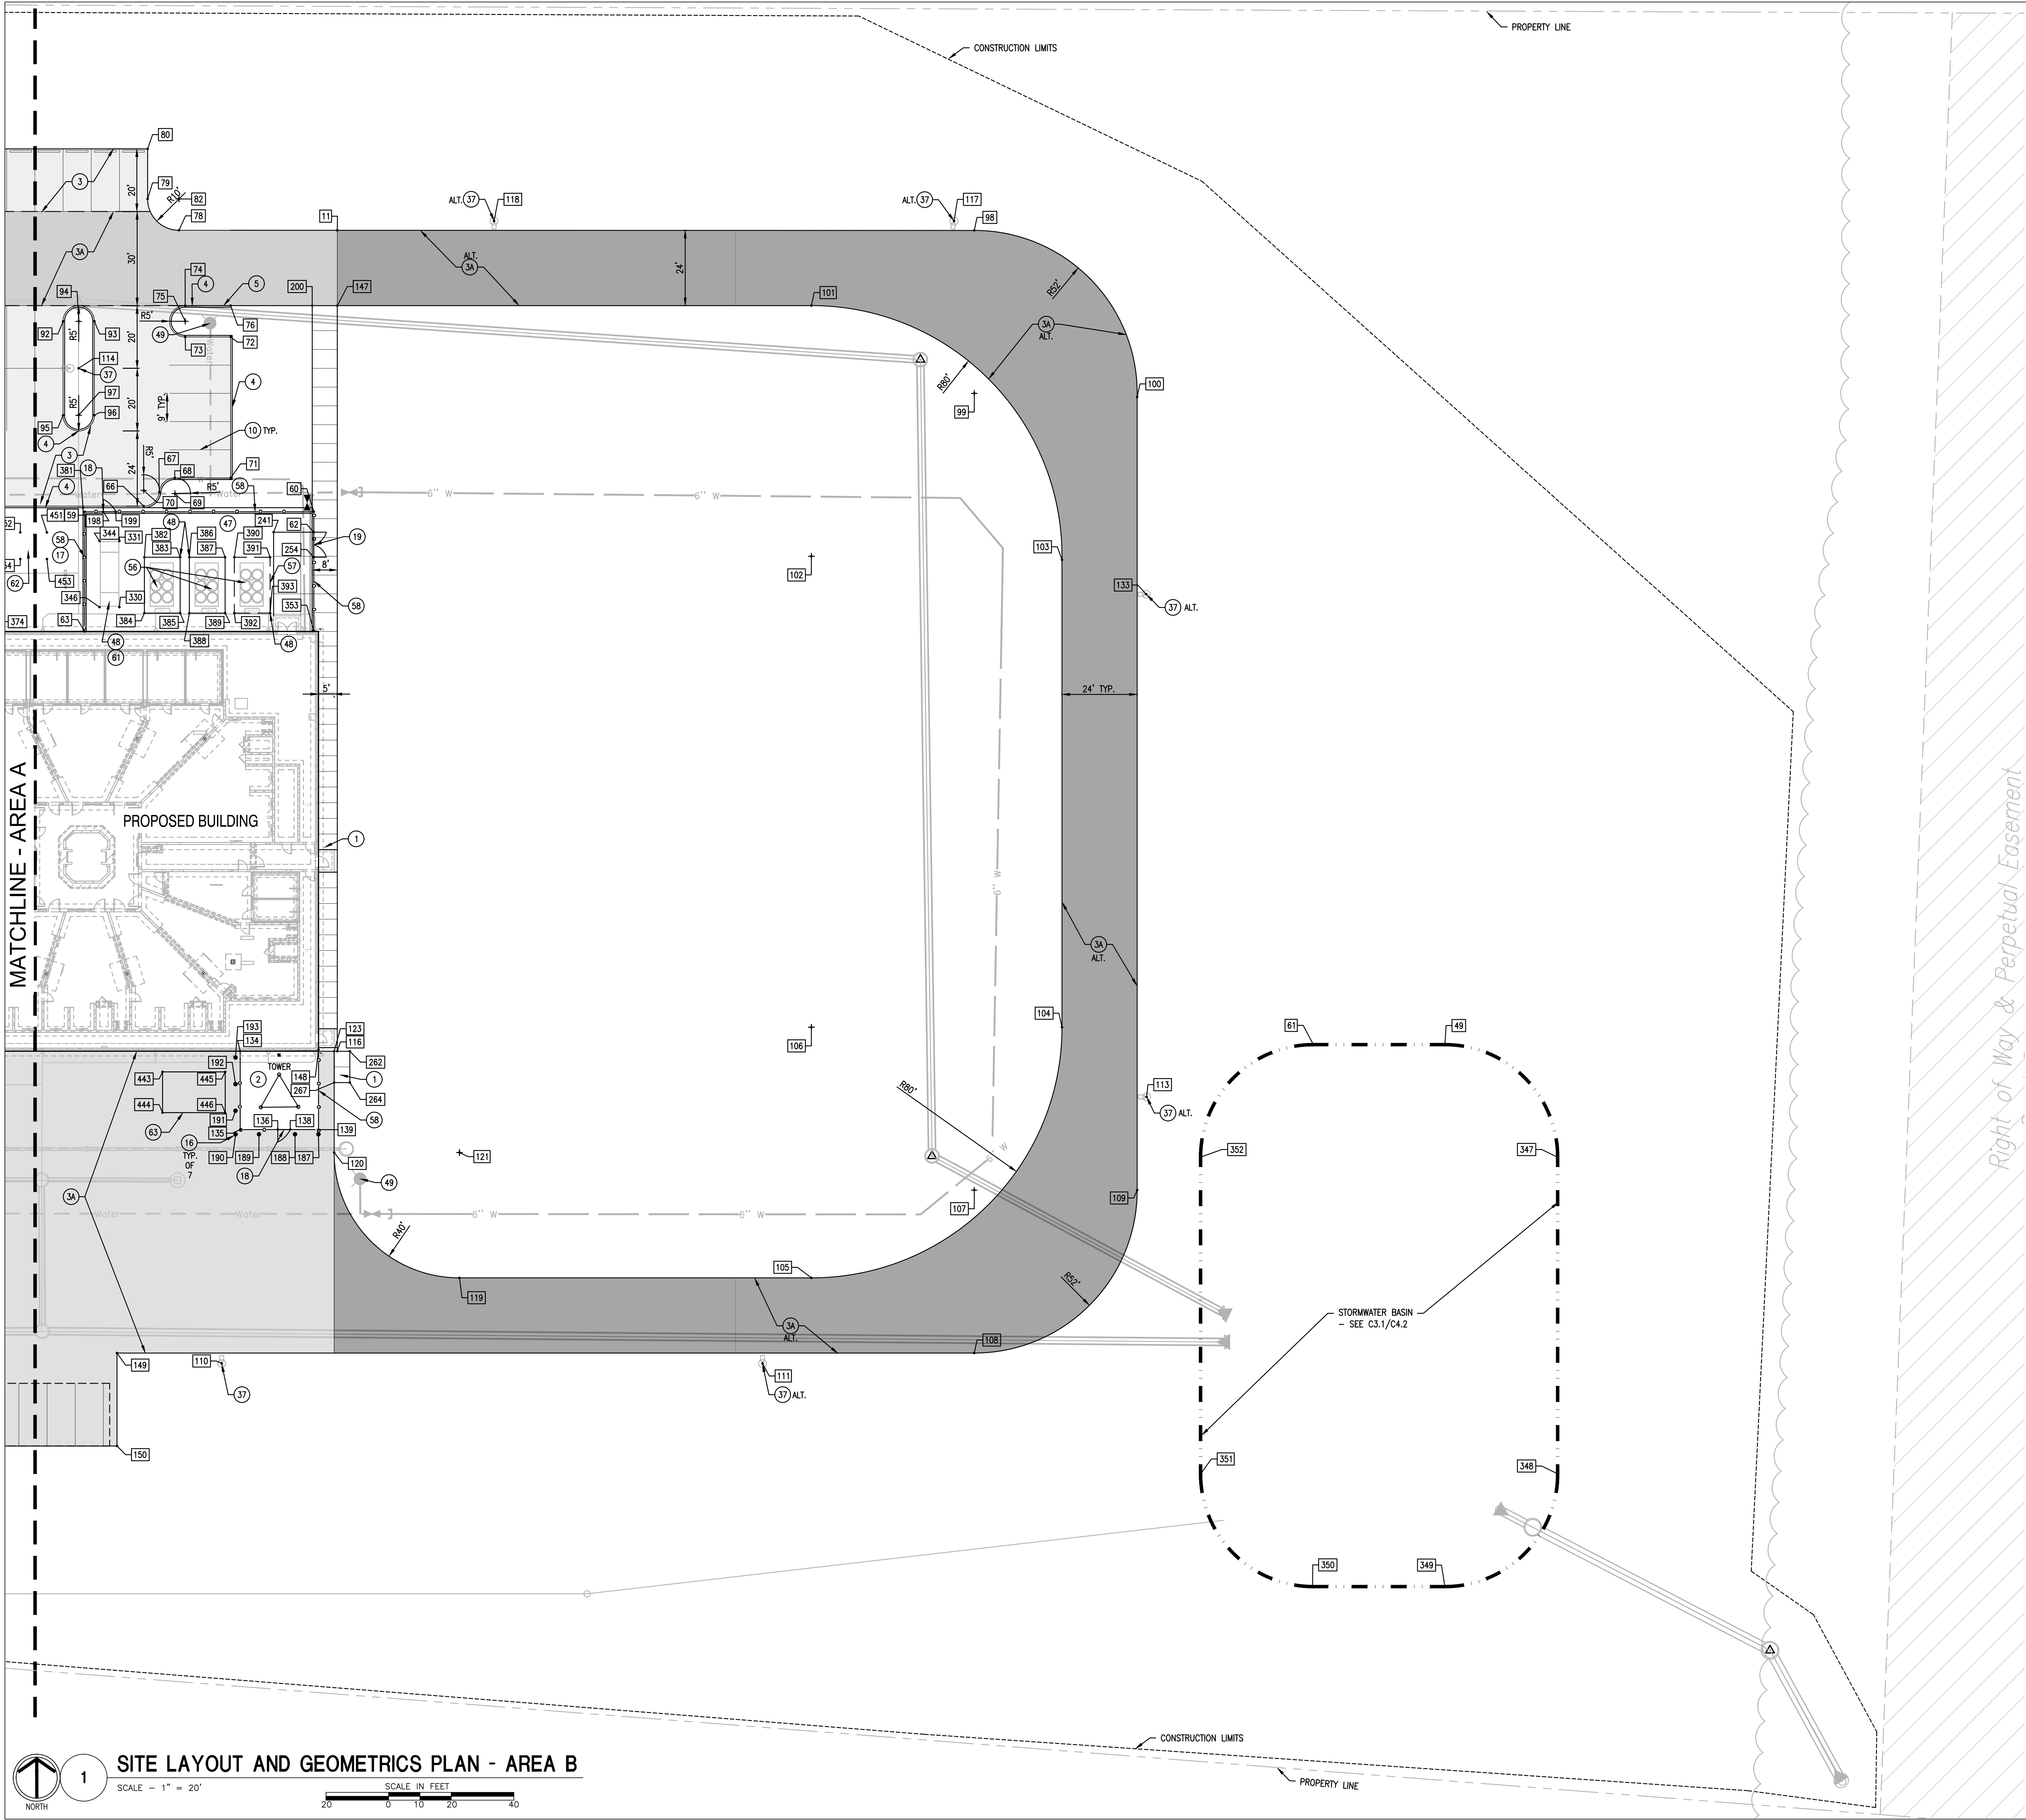 PROPERTY LINE
CONSTRUCTION LIMITS
80
3
20'
79
R10'
82
78
11
ALT. 37 118
ALT. 37 117
98
3A
30'
ALT.
3A
24'
R52'
74
4
5
94
75
200
147
101
R5'
76
92
R5'
93
49
20'
73
72
3A
ALT.
114
37
Water
4
R80'
100
97
99
R5'
20'
96
9' TYP.
95
4
10 TYP.
3
R5'
67
24'
381
18
68
71
58
66
R5'
60
4
Water
Water
6" W
6" W
70
69
451
59
198
199
48
47
241
62
52
344
331
382
386
390
19
58
383
387
391
254
103
17
54
56
57
8'
102
62
453
393
133
346
330
353
58
37 ALT.
374
63
384
385
389
392
388
48
48
61
5'
24' TYP.
MATCHLINE - AREA A
PROPOSED BUILDING
1
6" W
Right of Way & Perpetual Easement
3A
ALT.
104
61
49
193
123
134
116
106
192
TOWER
148
262
443
445
2
1
267
R80'
113
444
446
264
191
136
138
58
37 ALT.
63
135
139
16
TYP.
OF
7
190
189
188
187
120
121
352
347
18
49
6" W
3A
109
107
Water
Water
6" W
6" W
R40'
105
R52'
119
STORMWATER BASIN
- SEE C3.1/C4.2
3A
ALT.
108
149
110
111
37
37 ALT.
150
351
348
350
349
CONSTRUCTION LIMITS
PROPERTY LINE
1
SITE LAYOUT AND GEOMETRICS PLAN - AREA B
SCALE - 1" = 20'
SCALE IN FEET
20 0 10 20 40
NORTH